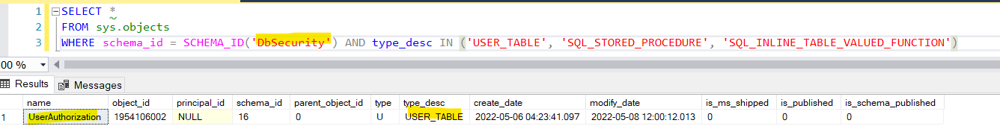 1 SELECT *
2 FROM sys.objects
3 WHERE schema_id = SCHEMA_ID('DbSecurity') AND type_desc IN ('USER_TABLE', 'SQL_STORED_PROCEDURE', 'SQL_INLINE_TABLE_VALUED_FUNCTION')
00 %
Results Messages
name object_id principal_id schema_id parent_object_id type type_desc create_date modify_date is_ms_shipped is_published is_schema_published
1 UserAuthorization 1954106002 NULL 16 0 U USER_TABLE 2022-05-06 04:23:41.097 2022-05-08 12:00:12.013 0 0 0